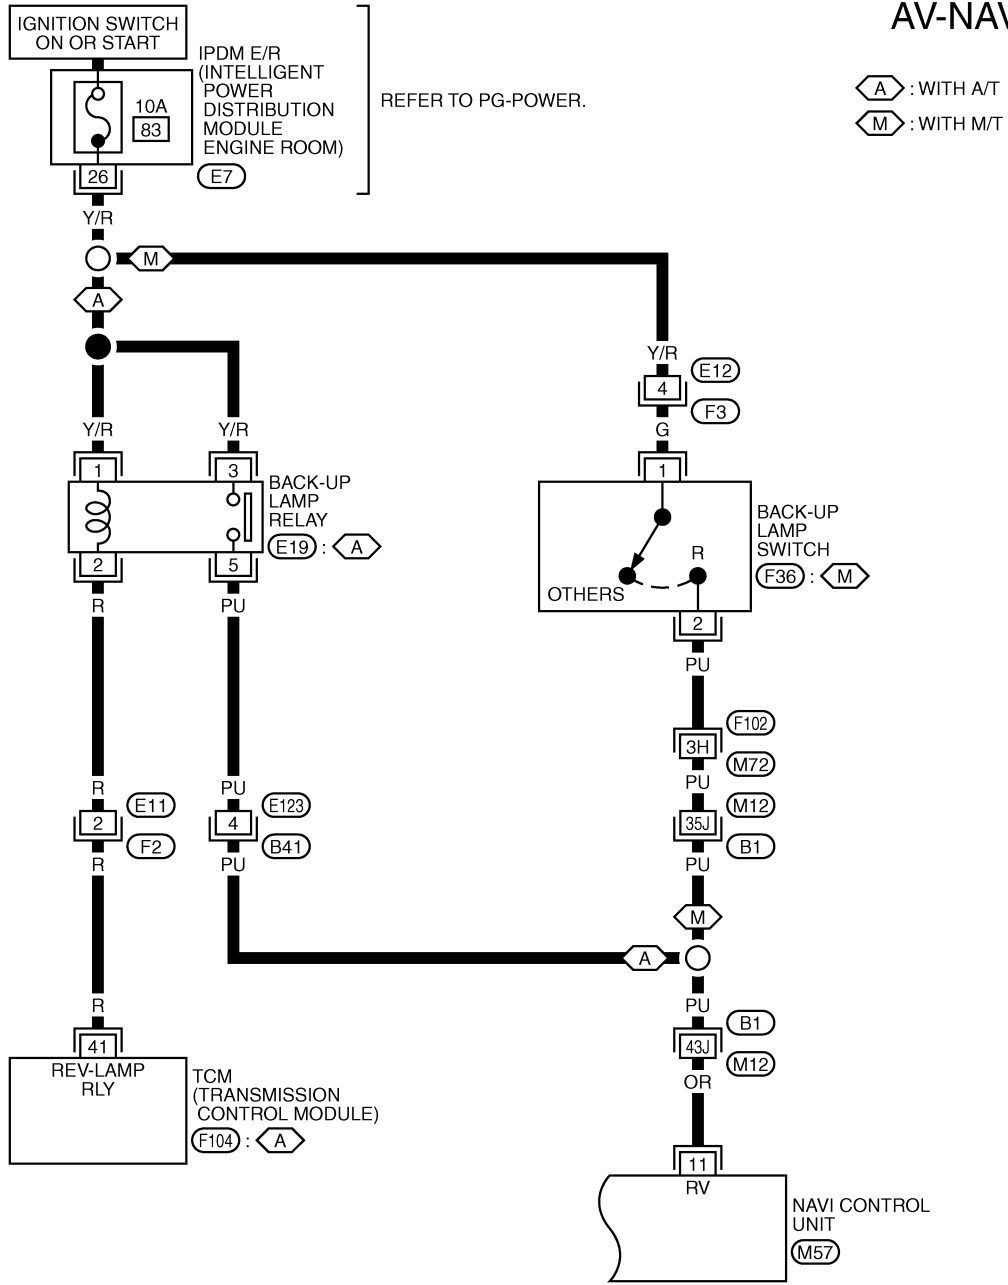 AV-NAV
IGNITION SWITCH
ON OR START
IPDM E/R
(INTELLIGENT
POWER
DISTRIBUTION
MODULE
ENGINE ROOM)
10A
83
REFER TO PG-POWER.
A : WITH A/T
M : WITH M/T
26
E7
Y/R
M
A
Y/R
4
E12
F3
G
Y/R
Y/R
1
3
1
BACK-UP
LAMP
RELAY
E19 : A
BACK-UP
LAMP
SWITCH
F36 : M
R
OTHERS
2
5
R
PU
2
PU
F102
3H
M72
PU
R
PU
2
E11
F2
4
E123
B41
35J
M12
B1
R
PU
PU
M
A
R
PU
41
43J
B1
M12
REV-LAMP
RLY
TCM
(TRANSMISSION
CONTROL MODULE)
F104 : A
OR
11
RV
NAVI CONTROL
UNIT
M57